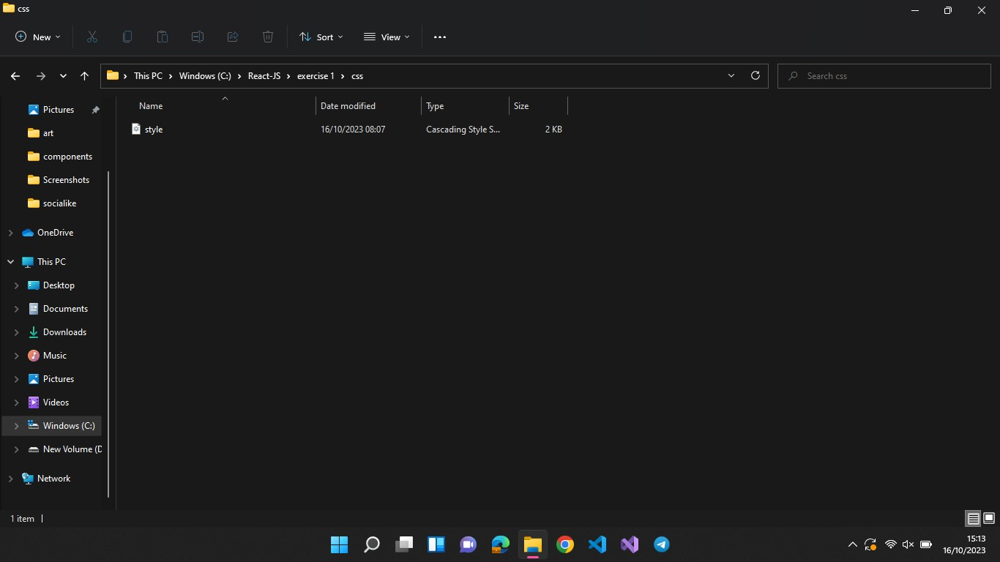 css
New
Sort
View
This PC
Windows (C:)
React-JS
exercise 1
css
Search css
Name
Date modified
Type
Size
style
16/10/2023 08:07
Cascading Style S...
2 KB
Pictures
art
components
Screenshots
socialike
OneDrive
This PC
Desktop
Documents
Downloads
Music
Pictures
Videos
Windows (C:)
New Volume (D
Network
1 item
15:13
16/10/2023